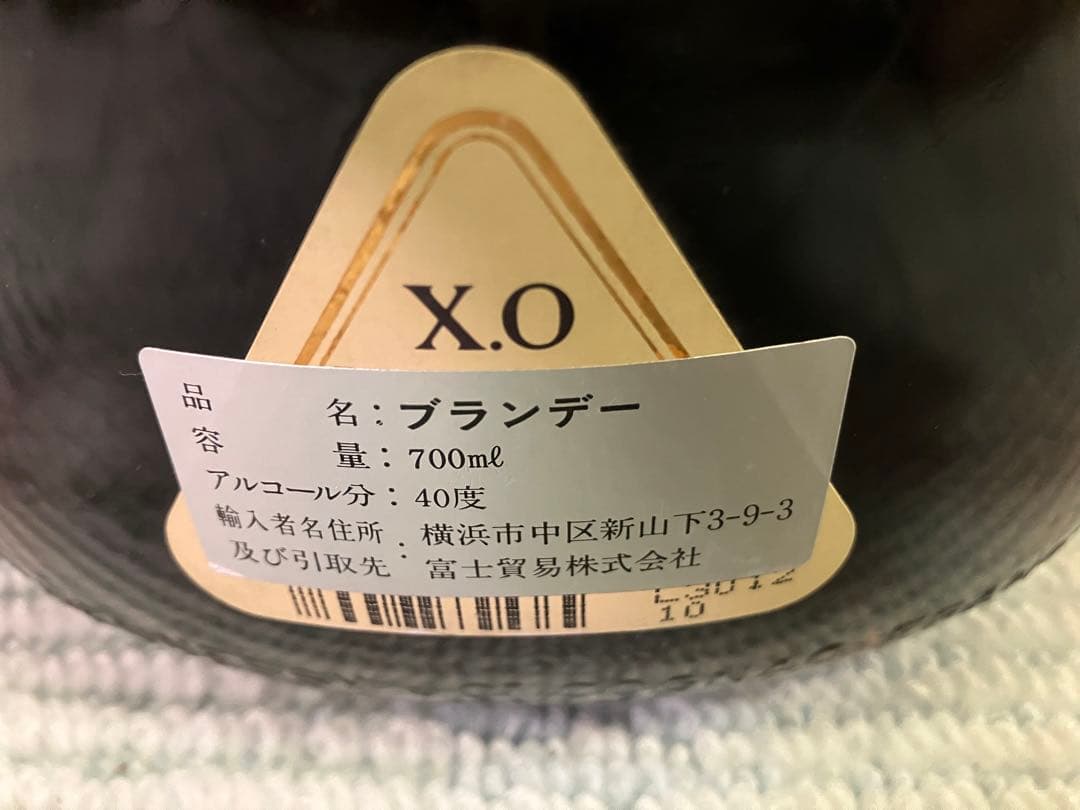 X.O
品名：ブランデー
容量：700mℓ
アルコール分：40度
輸入者名住所及び引取先：横浜市中区新山下3-9-3
富士貿易株式会社
10